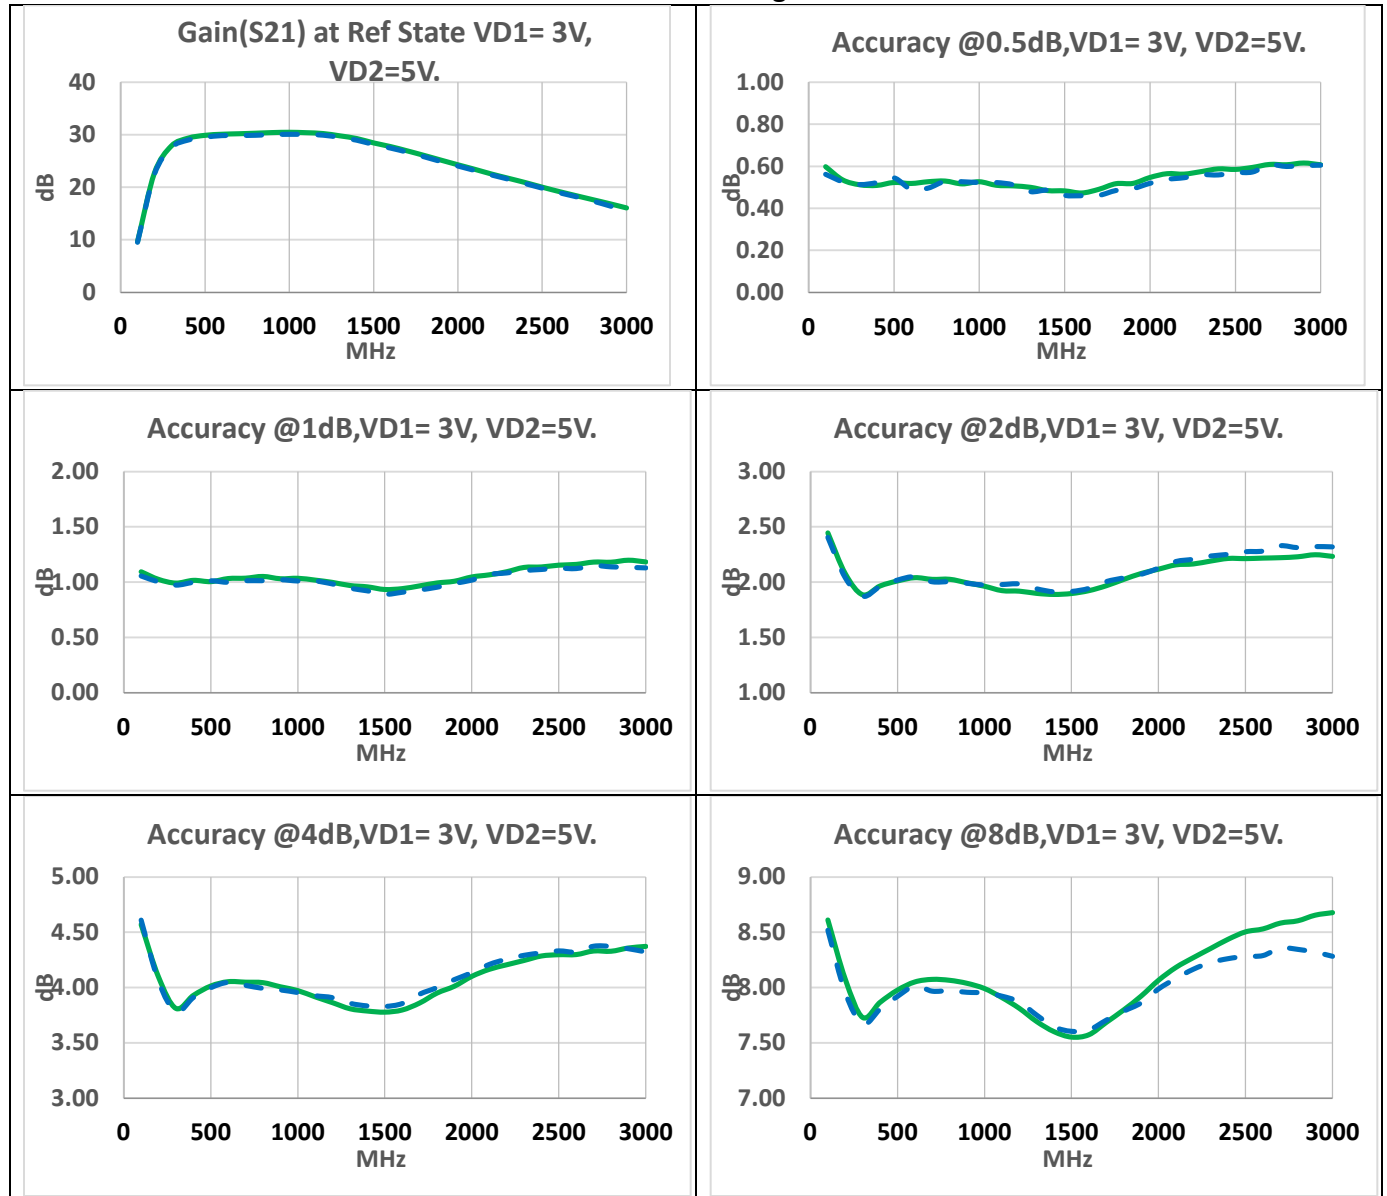 Gain(S21) at Ref State VD1= 3V,
VD2=5V.
40
30
20
10
0
dB
0 500 1000 1500 2000 2500 3000
MHz
Accuracy @0.5dB,VD1= 3V, VD2=5V.
1.00
0.80
0.60
0.40
0.20
0.00
dB
0 500 1000 1500 2000 2500 3000
MHz
Accuracy @1dB,VD1= 3V, VD2=5V.
2.00
1.50
1.00
0.50
0.00
dB
0 500 1000 1500 2000 2500 3000
MHz
Accuracy @2dB,VD1= 3V, VD2=5V.
3.00
2.50
2.00
1.50
1.00
dB
0 500 1000 1500 2000 2500 3000
MHz
Accuracy @4dB,VD1= 3V, VD2=5V.
5.00
4.50
4.00
3.50
3.00
dB
0 500 1000 1500 2000 2500 3000
MHz
Accuracy @8dB,VD1= 3V, VD2=5V.
9.00
8.50
8.00
7.50
7.00
dB
0 500 1000 1500 2000 2500 3000
MHz